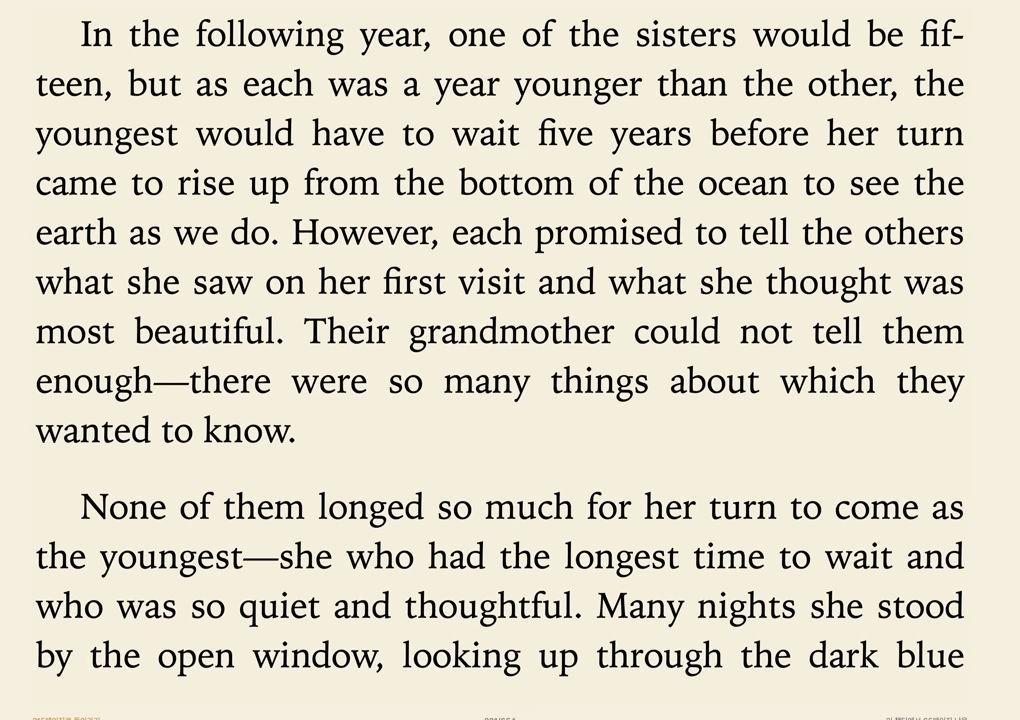 In the following year, one of the sisters would be fif-
teen, but as each was a year younger than the other, the
youngest would have to wait five years before her turn
came to rise up from the bottom of the ocean to see the
earth as we do. However, each promised to tell the others
what she saw on her first visit and what she thought was
most beautiful. Their grandmother could not tell them
enough—there were so many things about which they
wanted to know.
None of them longed so much for her turn to come as
the youngest—she who had the longest time to wait and
who was so quiet and thoughtful. Many nights she stood
by the open window, looking up through the dark blue